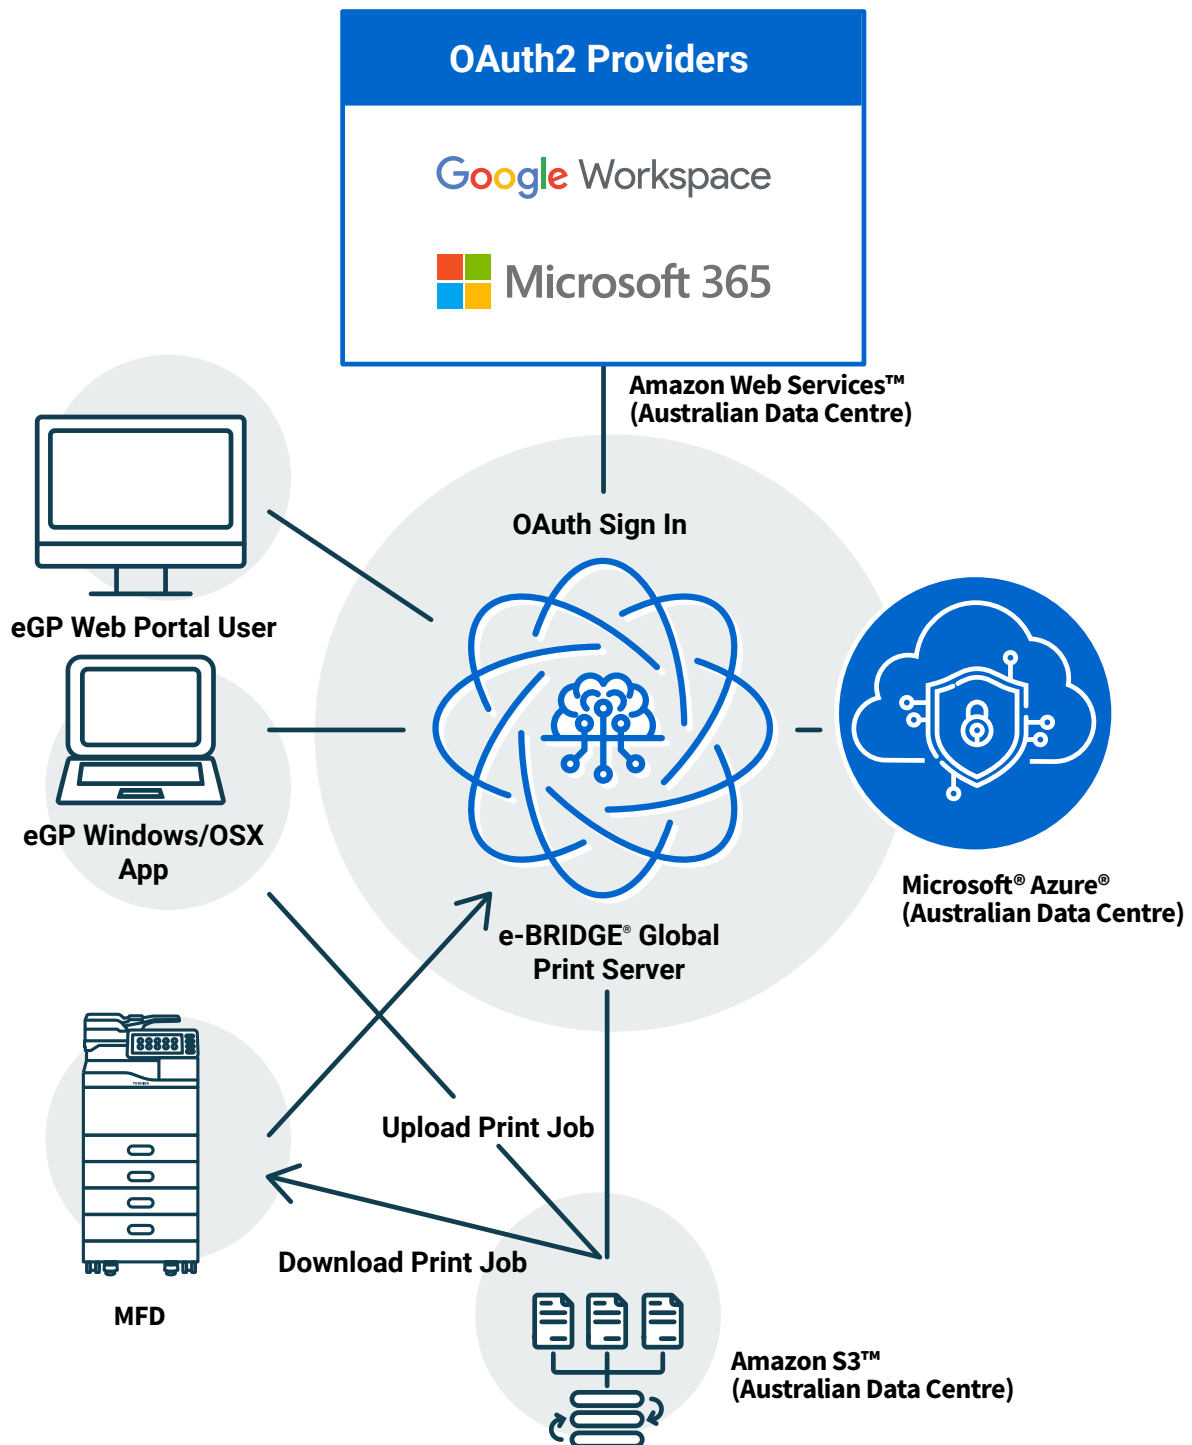 OAuth2 Providers
Google Workspace
Microsoft 365
Amazon Web Services™
(Australian Data Centre)
OAuth Sign In
eGP Web Portal User
eGP Windows/OSX
App
Microsoft® Azure®
(Australian Data Centre)
e-BRIDGE® Global
Print Server
TOSHIBA
Upload Print Job
Download Print Job
MFD
Amazon S3™
(Australian Data Centre)